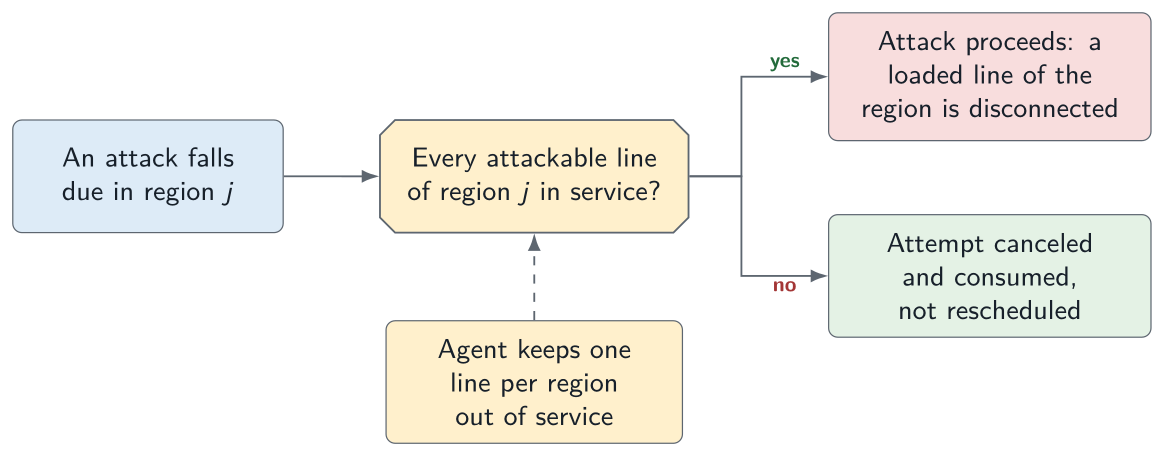 An attack falls
due in region j
Every attackable line
of region j in service?
yes
Attack proceeds: a
loaded line of the
region is disconnected
no
Attempt canceled
and consumed,
not rescheduled
Agent keeps one
line per region
out of service